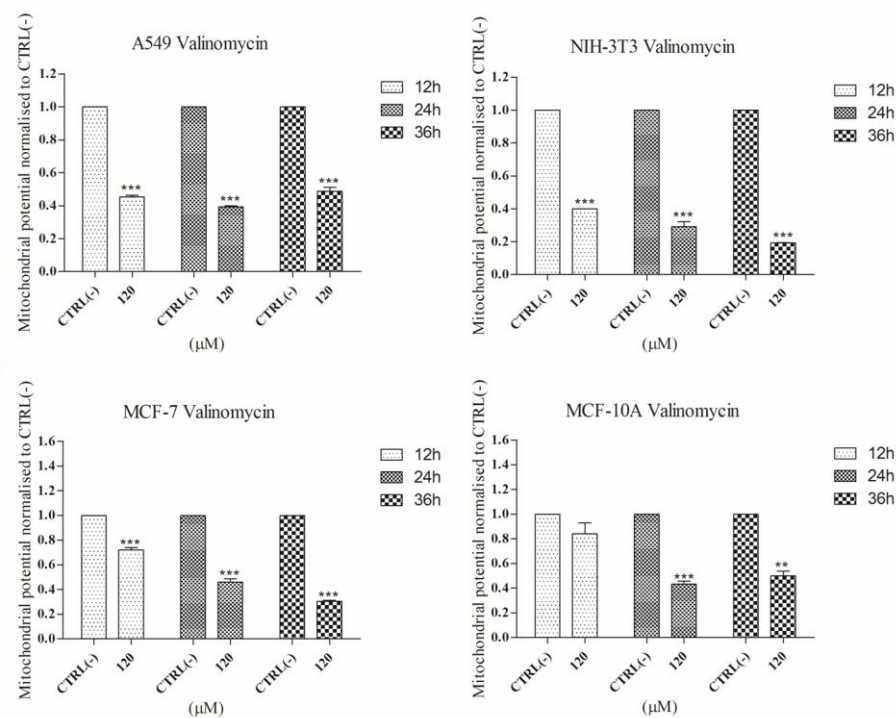 A549 Valinomycin
Mitochondrial potential normalised to CTRL(-)
1.2
1.0
0.8
0.6
0.4
0.2
0.0
***
***
***
12h
24h
36h
CTRL(-)
120
CTRL(-)
120
CTRL(-)
120
(μM)
NIH-3T3 Valinomycin
Mitochondrial potential normalised to CTRL(-)
1.2
1.0
0.8
0.6
0.4
0.2
0.0
***
***
***
12h
24h
36h
CTRL(-)
120
CTRL(-)
120
CTRL(-)
120
(μM)
MCF-7 Valinomycin
Mitochondrial potential normalised to CTRL(-)
1.6
1.4
1.2
1.0
0.8
0.6
0.4
0.2
0.0
***
***
***
12h
24h
36h
CTRL(-)
120
CTRL(-)
120
CTRL(-)
120
(μM)
MCF-10A Valinomycin
Mitochondrial potential normalised to CTRL(-)
1.6
1.4
1.2
1.0
0.8
0.6
0.4
0.2
0.0
***
**
12h
24h
36h
CTRL(-)
120
CTRL(-)
120
CTRL(-)
120
(μM)